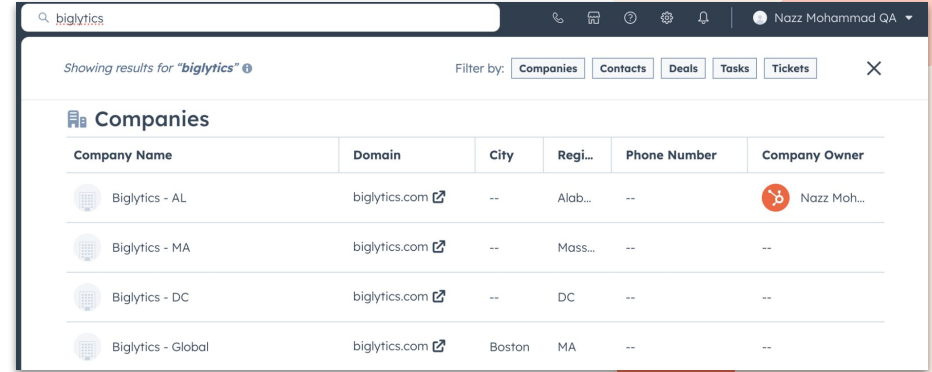 biglytics
Nazz Mohammad QA
Showing results for "biglytics"
Filter by: Companies Contacts Deals Tasks Tickets
Companies
Company Name Domain City Regi... Phone Number Company Owner
Biglytics - AL biglytics.com -- Alab... -- Nazz Moh...
Biglytics - MA biglytics.com -- Mass... -- --
Biglytics - DC biglytics.com -- DC -- --
Biglytics - Global biglytics.com Boston MA -- --